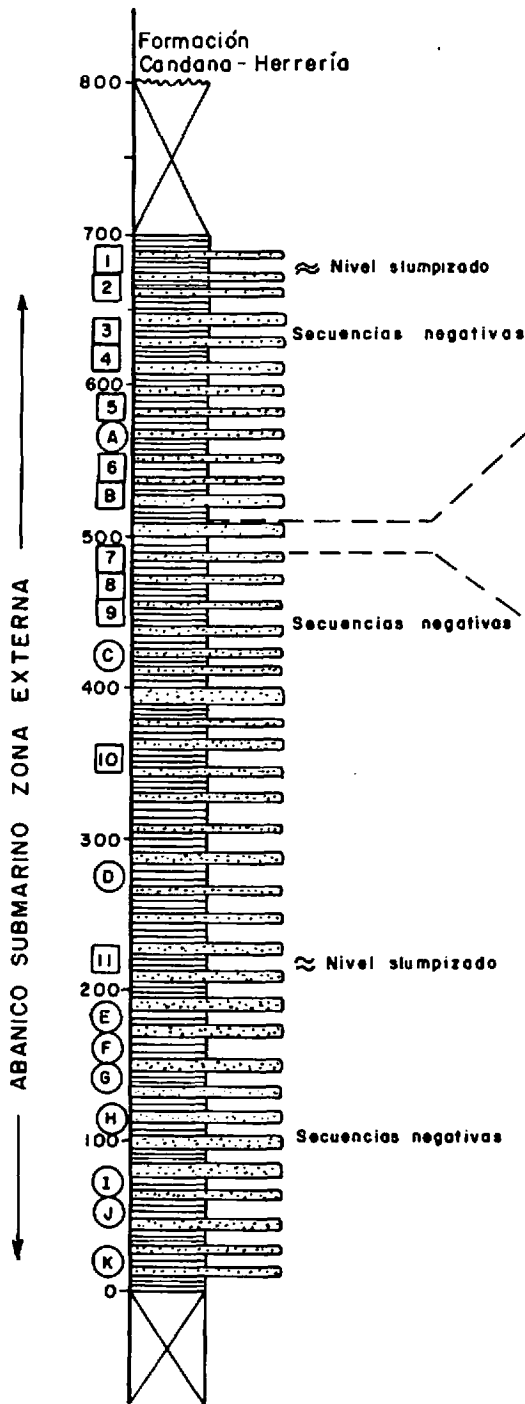 Formación
Candana - Herrería
800
700
1
≈ Nivel slumpizado
2
3
Secuencias negativas
4
600
5
A
6
B
500
7
8
9
Secuencias negativas
C
400
10
300
D
11
≈ Nivel slumpizado
200
E
F
G
H
100
Secuencias negativas
I
J
K
0
ABANICO SUBMARINO ZONA EXTERNA